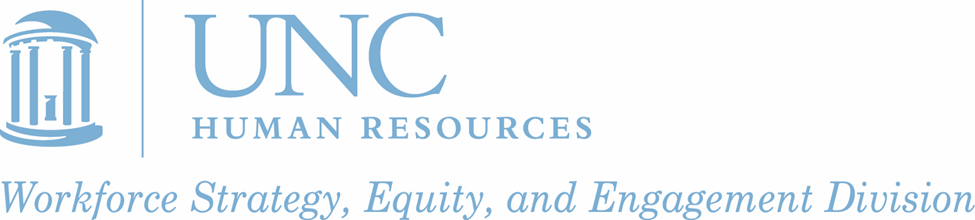 UNC
HUMAN RESOURCES
Workforce Strategy, Equity, and Engagement Division